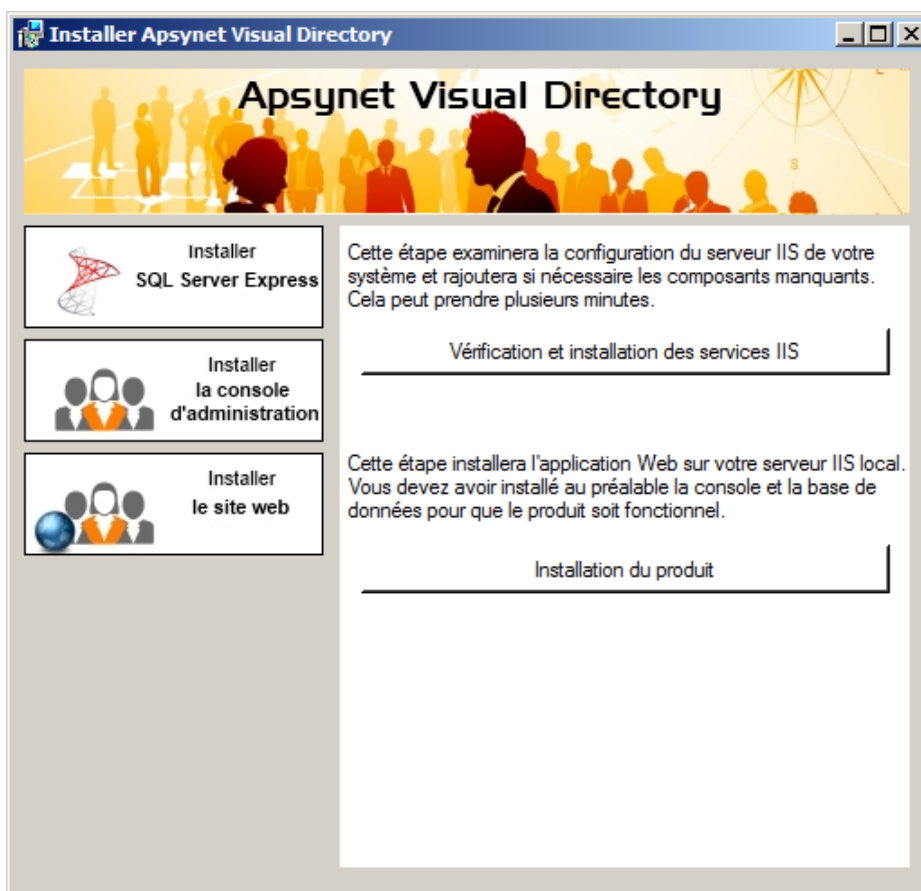 Installer Apsynet Visual Directory
Apsynet Visual Directory
E
S
Installer
SQL Server Express
Installer
la console
d'administration
Installer
le site web
Cette étape examinera la configuration du serveur IIS de votre
système et rajoutera si nécessaire les composants manquants.
Cela peut prendre plusieurs minutes.
Vérification et installation des services IIS
Cette étape installera l'application Web sur votre serveur IIS local.
Vous devez avoir installé au préalable la console et la base de
données pour que le produit soit fonctionnel.
Installation du produit